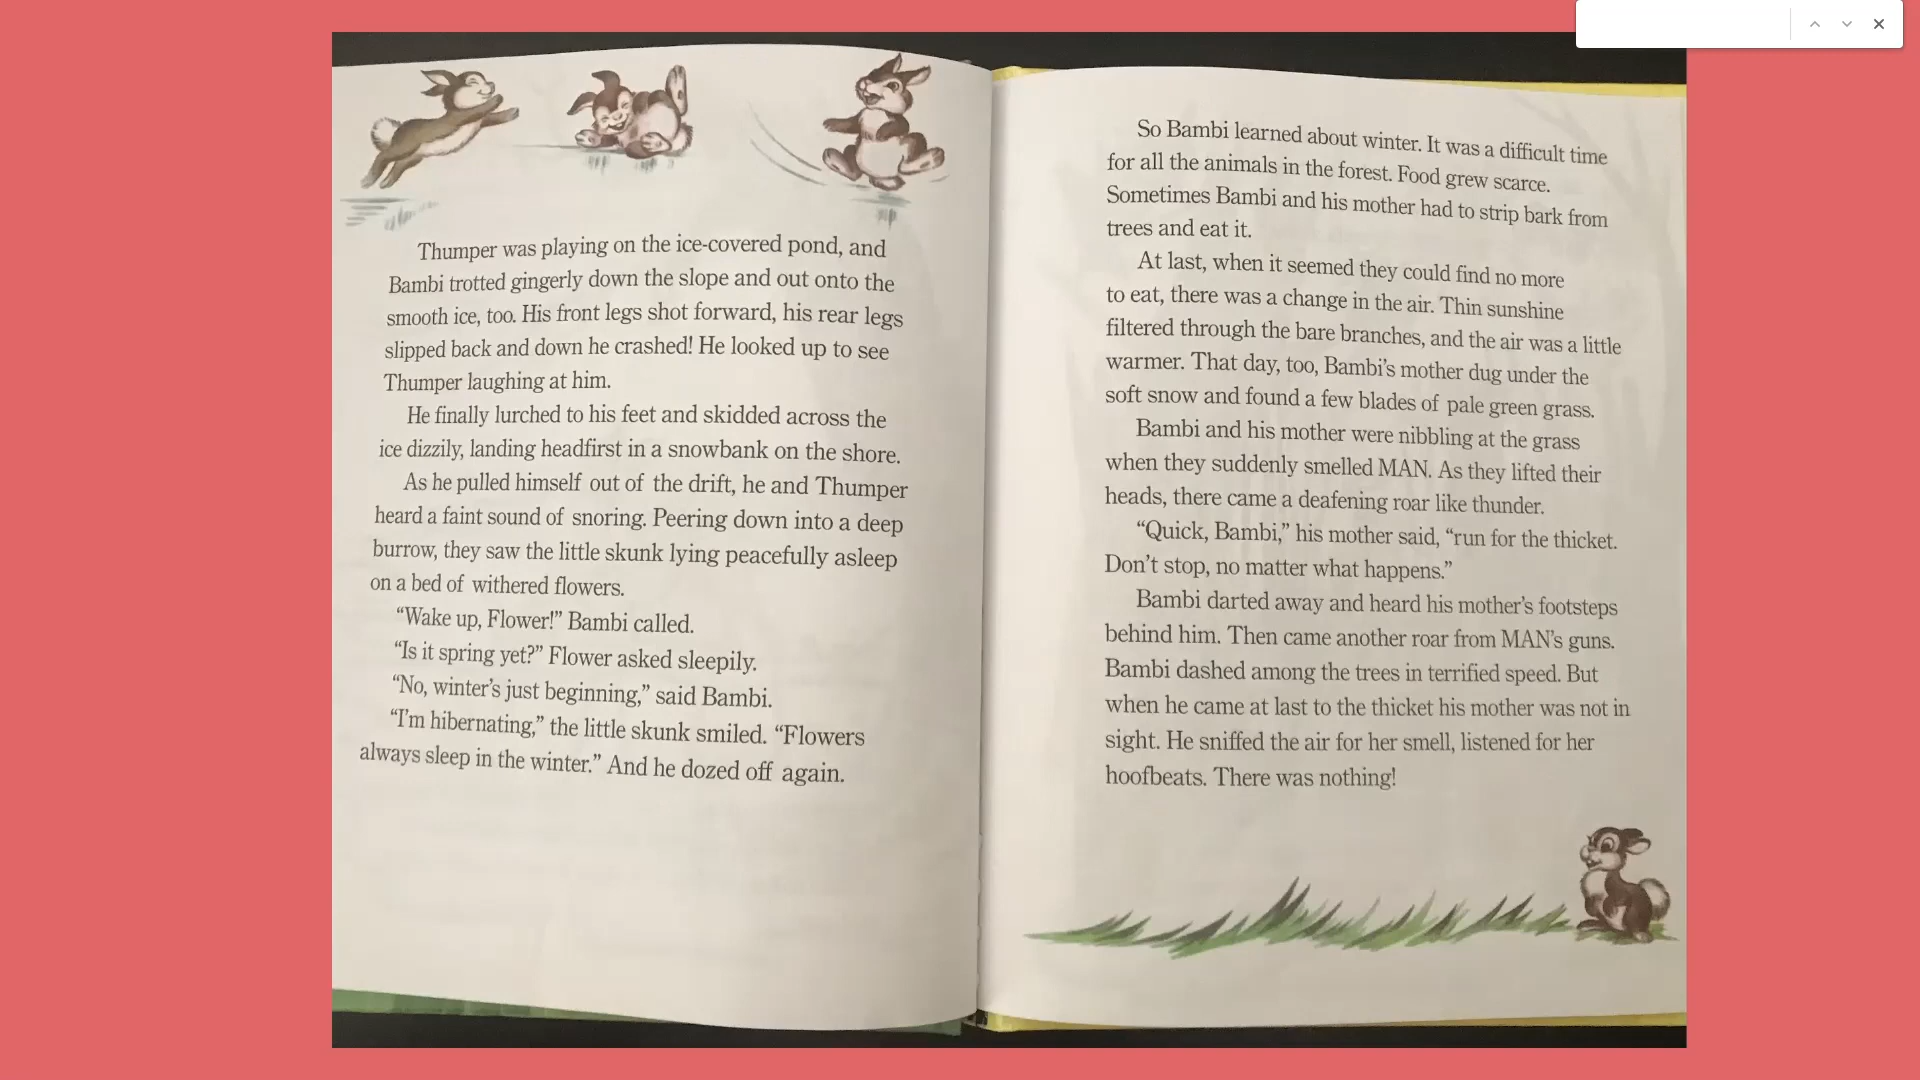 Thumper was playing on the ice-covered pond, and
Bambi trotted gingerly down the slope and out onto the
smooth ice, too. His front legs shot forward, his rear legs
slipped back and down he crashed! He looked up to see
Thumper laughing at him.
He finally lurched to his feet and skidded across the
ice dizzily, landing headfirst in a snowbank on the shore.
As he pulled himself out of the drift, he and Thumper
heard a faint sound of snoring. Peering down into a deep
burrow, they saw the little skunk lying peacefully asleep
on a bed of withered flowers.
“Wake up, Flower!” Bambi called.
“Is it spring yet?” Flower asked sleepily.
“No, winter’s just beginning,” said Bambi.
“I’m hibernating,” the little skunk smiled. “Flowers
always sleep in the winter.” And he dozed off again.
So Bambi learned about winter. It was a difficult time
for all the animals in the forest. Food grew scarce.
Sometimes Bambi and his mother had to strip bark from
trees and eat it.
At last, when it seemed they could find no more
to eat, there was a change in the air. Thin sunshine
filtered through the bare branches, and the air was a little
warmer. That day, too, Bambi’s mother dug under the
soft snow and found a few blades of pale green grass.
Bambi and his mother were nibbling at the grass
when they suddenly smelled MAN. As they lifted their
heads, there came a deafening roar like thunder.
“Quick, Bambi,” his mother said, “run for the thicket.
Don’t stop, no matter what happens.”
Bambi darted away and heard his mother’s footsteps
behind him. Then came another roar from MAN’s guns.
Bambi dashed among the trees in terrified speed. But
when he came at last to the thicket his mother was not in
sight. He sniffed the air for her smell, listened for her
hoofbeats. There was nothing!